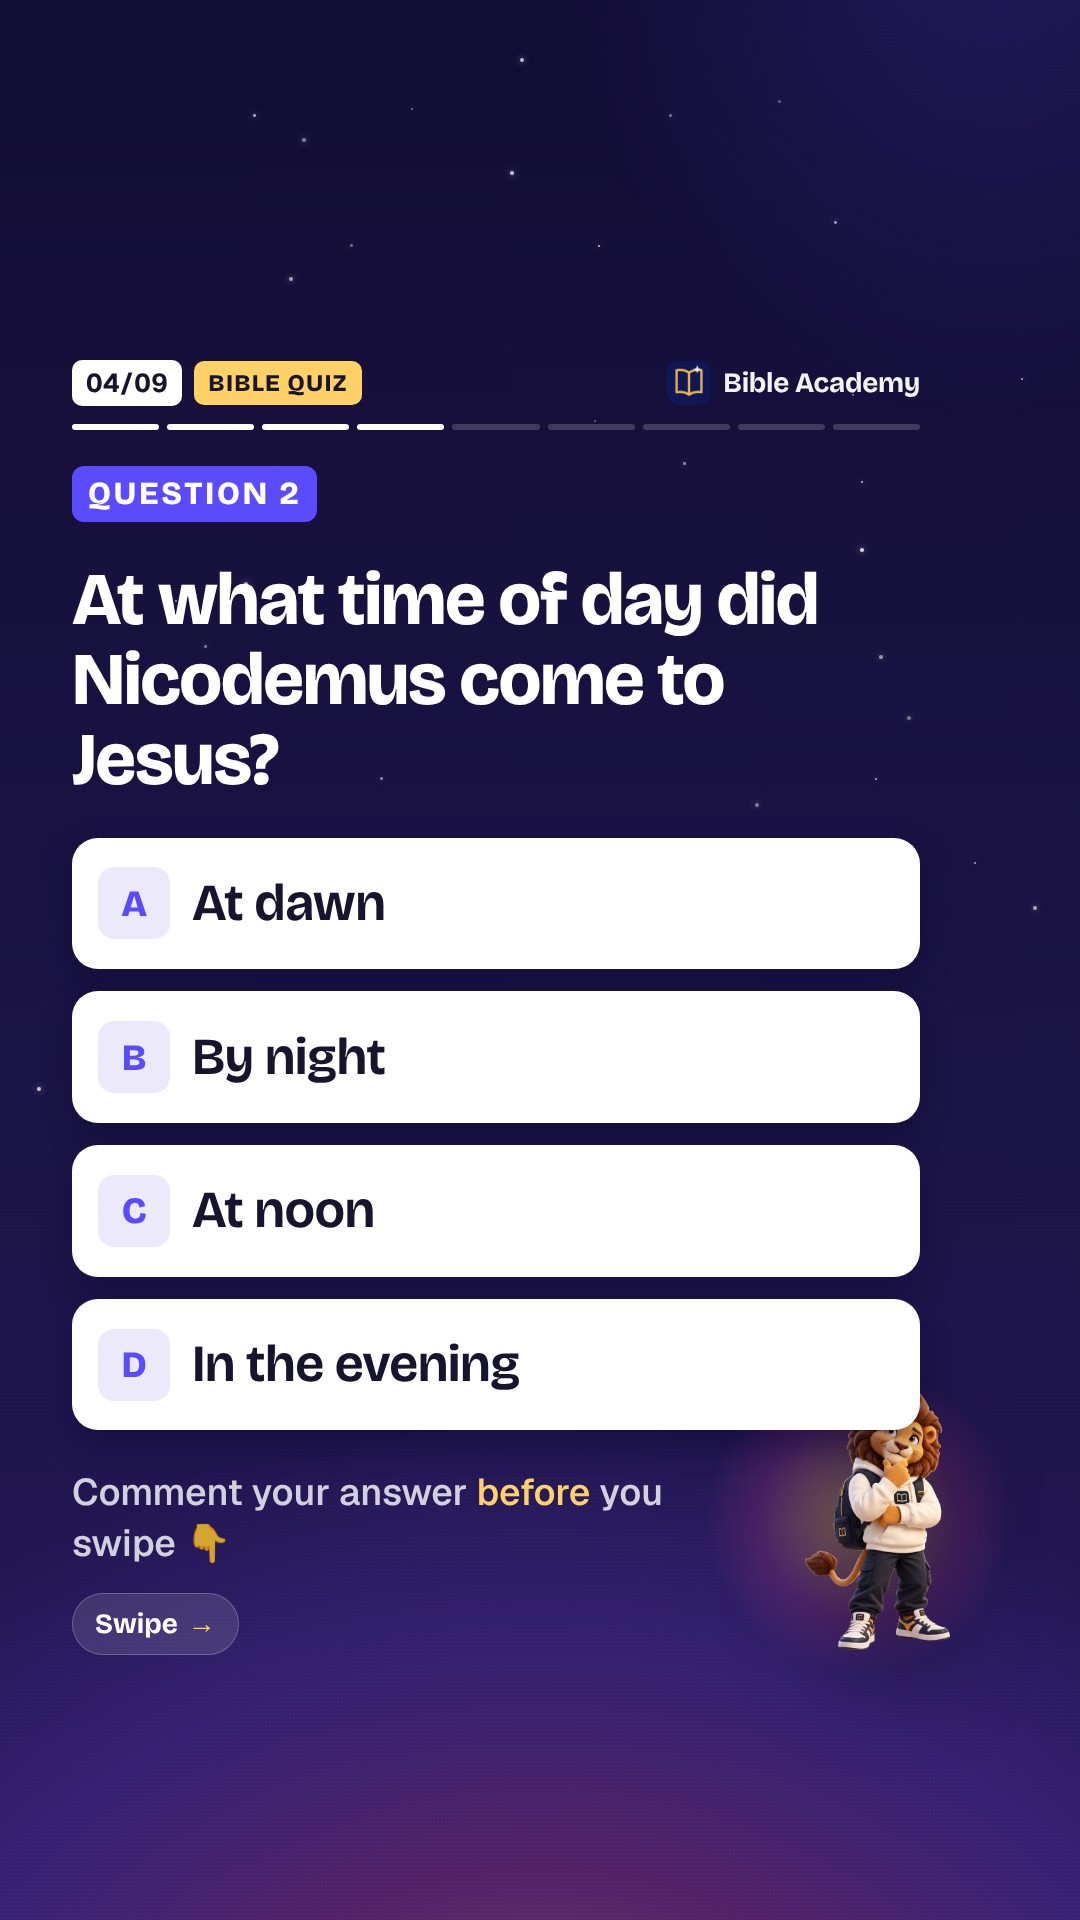 04/09 BIBLE QUIZ Bible Academy
QUESTION 2
At what time of day did
Nicodemus come to
Jesus?
A At dawn
B By night
C At noon
D In the evening
Comment your answer before you
swipe 👇
Swipe →